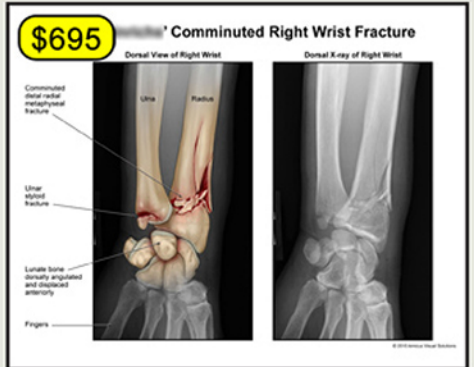 $695
' Comminuted Right Wrist Fracture
Dorsal View of Right Wrist
Dorsal X-ray of Right Wrist
Comminuted
distal radial
metaphyseal
fracture
Ulna
Radius
Ulnar
styloid
fracture
Lunate bone
dorsally angulated
and displaced
anteriorly
Fingers